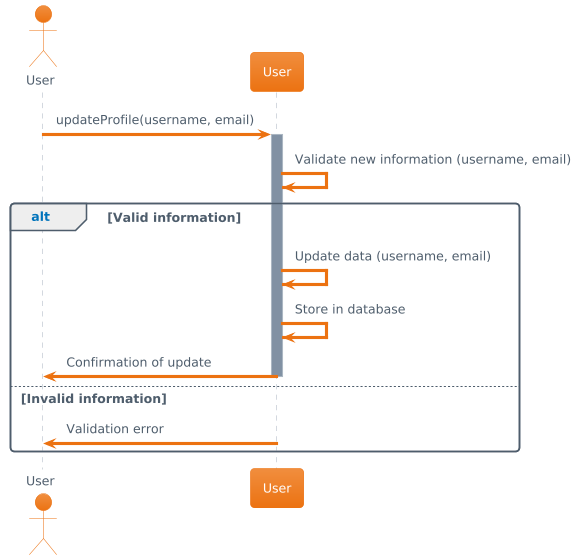 User
User
updateProfile(username, email)
Validate new information (username, email)
alt
[Valid information]
Update data (username, email)
Store in database
Confirmation of update
[Invalid information]
Validation error
User
User